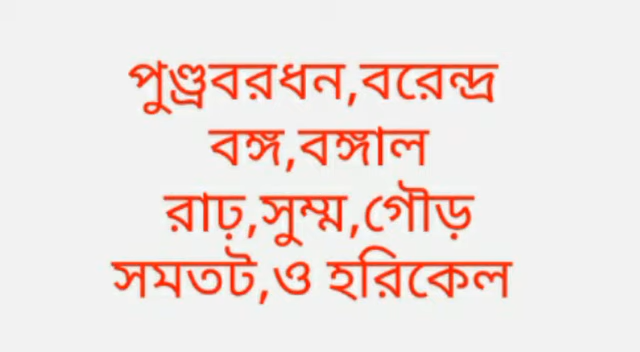 পুণ্ড্রবরধন,বরেন্দ্র
বঙ্গ,বঙ্গাল
রাঢ়,সুম্ম,গৌড়
সমতট,ও হরিকেল